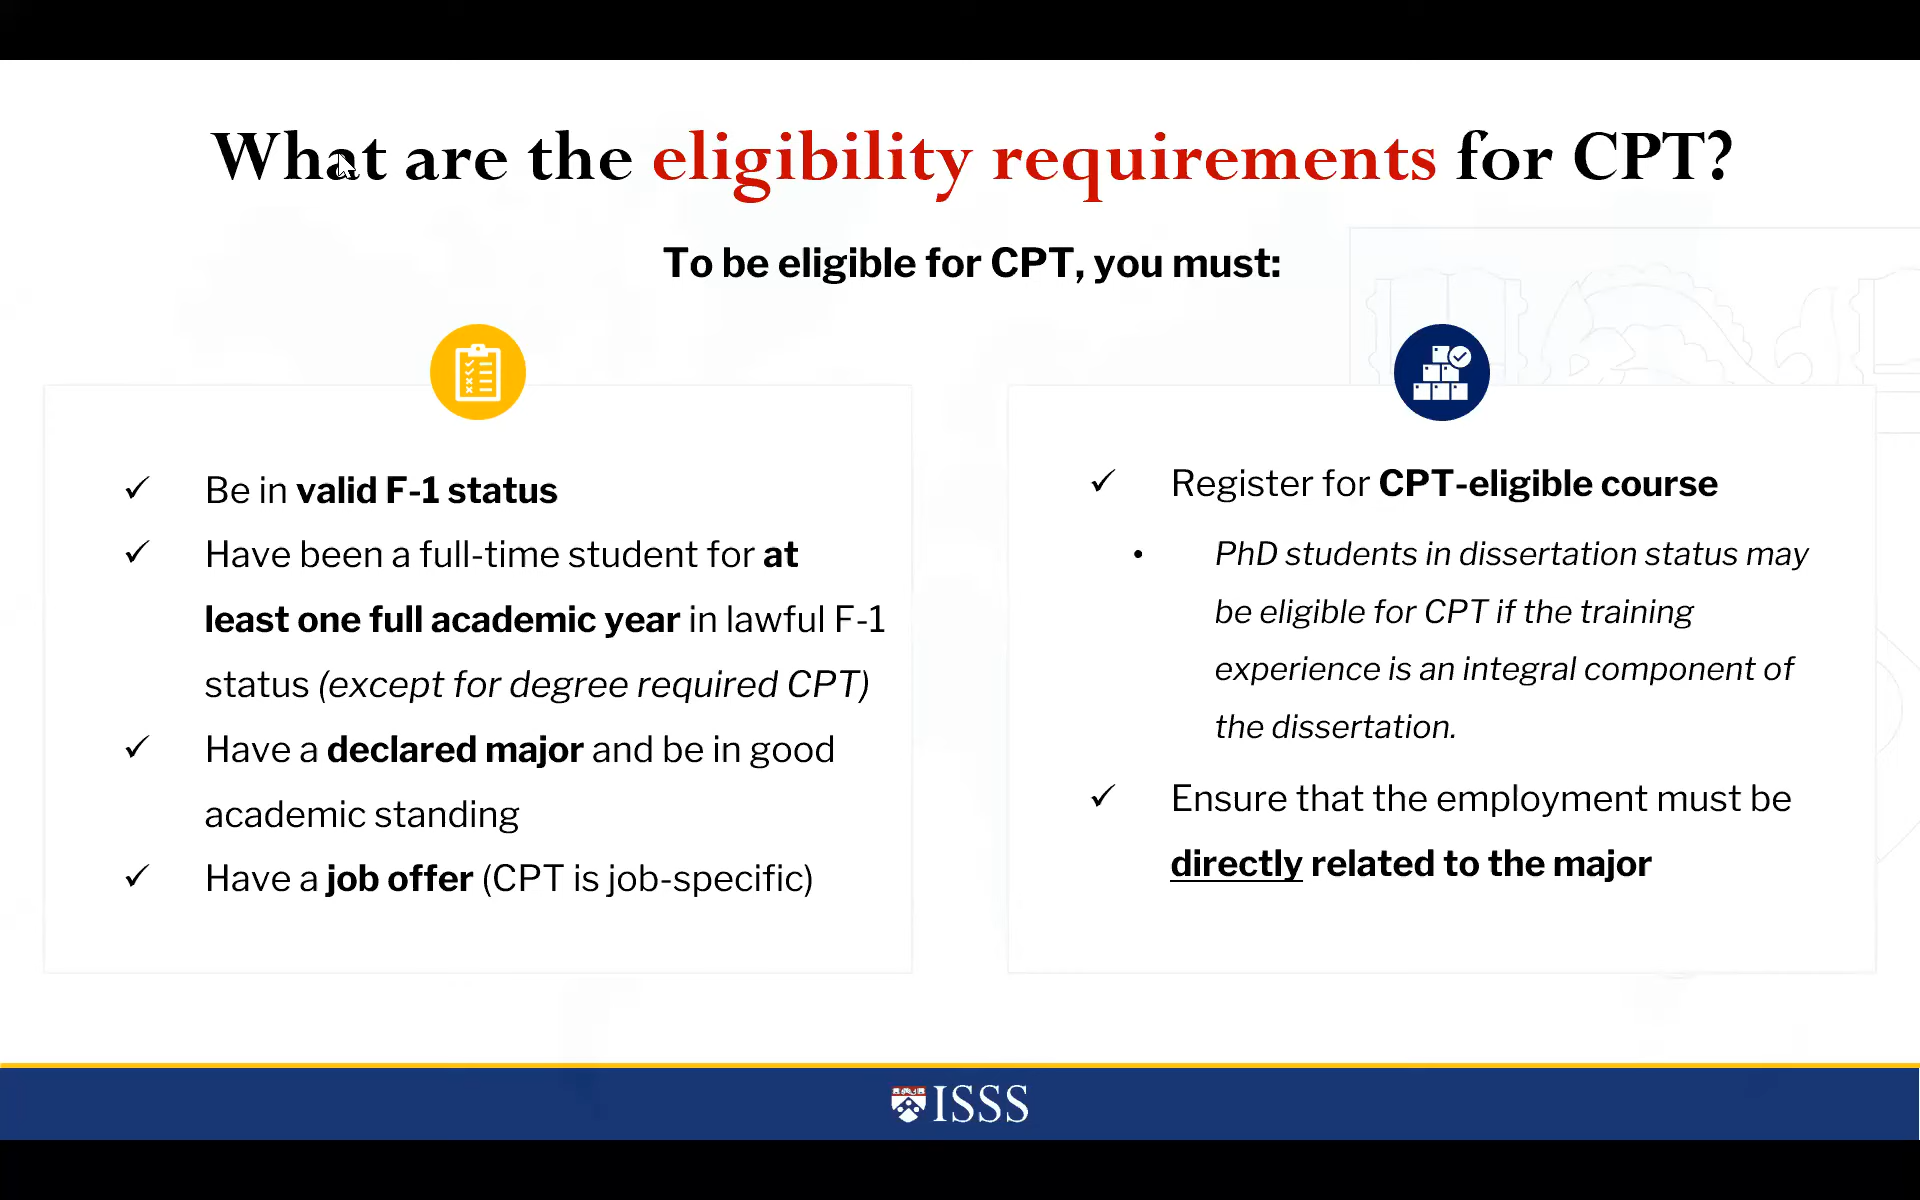 What are the eligibility requirements for CPT?
To be eligible for CPT, you must:
✓ Be in valid F-1 status
✓ Have been a full-time student for at
least one full academic year in lawful F-1
status (except for degree required CPT)
✓ Have a declared major and be in good
academic standing
✓ Have a job offer (CPT is job-specific)
✓ Register for CPT-eligible course
• PhD students in dissertation status may
be eligible for CPT if the training
experience is an integral component of
the dissertation.
✓ Ensure that the employment must be
directly related to the major
ISSS